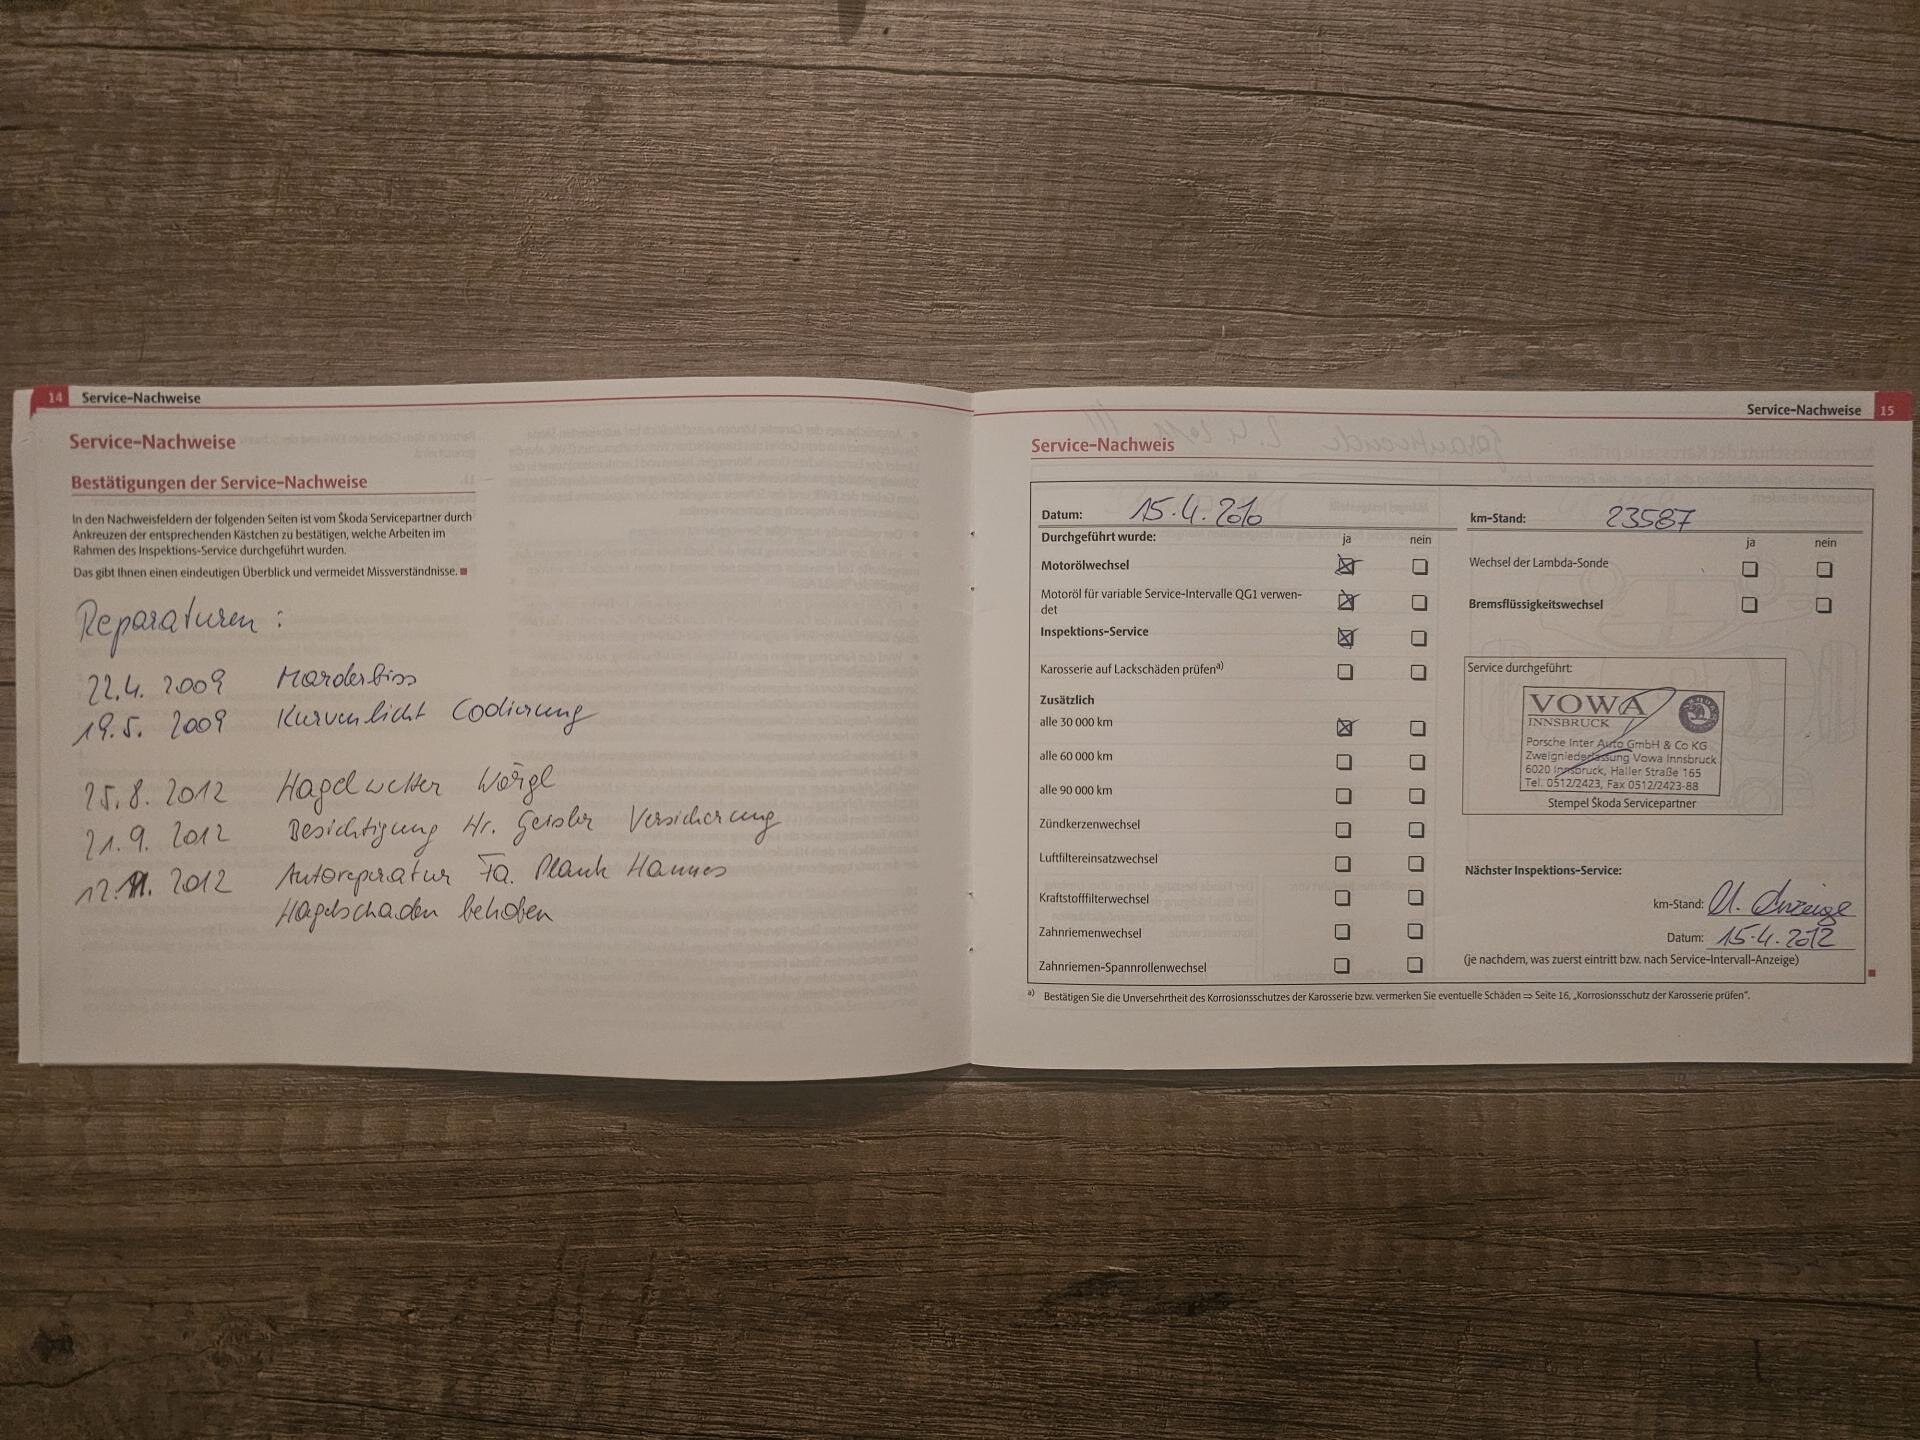 14 Service-Nachweise
Service-Nachweise
Bestätigungen der Service-Nachweise
In den Nachweisfeldern der folgenden Seiten ist vom Škoda Servicepartner durch
Ankreuzen der entsprechenden Kästchen zu bestätigen, welche Arbeiten im
Rahmen des Inspektions-Service durchgeführt wurden.
Das gibt Ihnen einen eindeutigen Überblick und vermeidet Missverständnisse.
Reparaturen:
22.4. 2009 Marderbiss
19.5. 2009 Kurvenlicht Codierung
25.8. 2012 Hagelwetter Wörgl
21.9. 2012 Besichtigung Hr. Geisler Versicherung
12.11. 2012 Autoreparatur Fa. Plank Hannes
Hagelschaden behoben
Service-Nachweise 15
Service-Nachweis
Datum: 15.4.2010 km-Stand: 23587
Durchgeführt wurde: ja nein ja nein
Motorölwechsel Wechsel der Lambda-Sonde
Motoröl für variable Service-Intervalle QG1 verwen-
det Bremsflüssigkeitswechsel
Inspektions-Service
Karosserie auf Lackschäden prüfen a)
Zusätzlich
alle 30 000 km
alle 60 000 km
alle 90 000 km
Zündkerzenwechsel
Luftfiltereinsatzwechsel
Kraftstofffilterwechsel
Zahnriemenwechsel
Zahnriemen-Spannrollenwechsel
Service durchgeführt:
VOWA
INNSBRUCK
Porsche Inter Auto GmbH & Co KG
Zweigniederlassung Vowa Innsbruck
6020 Innsbruck, Haller Straße 165
Tel. 0512/2423, Fax 0512/2423-88
Stempel Škoda Servicepartner
Nächster Inspektions-Service:
km-Stand: lt. Anzeige
Datum: 15.4.2012
(je nachdem, was zuerst eintritt bzw. nach Service-Intervall-Anzeige)
a) Bestätigen Sie die Unversehrtheit des Korrosionsschutzes der Karosserie bzw. vermerken Sie eventuelle Schäden ⇒ Seite 16, „Korrosionsschutz der Karosserie prüfen“.